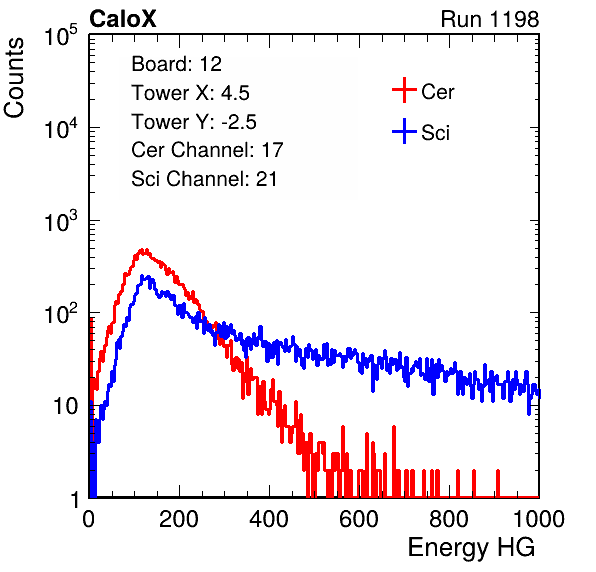 CaloX Run 1198
Counts
10^5
10^4
10^3
10^2
10
1
Board: 12
Tower X: 4.5
Tower Y: -2.5
Cer Channel: 17
Sci Channel: 21
Cer
Sci
0 200 400 600 800 1000
Energy HG